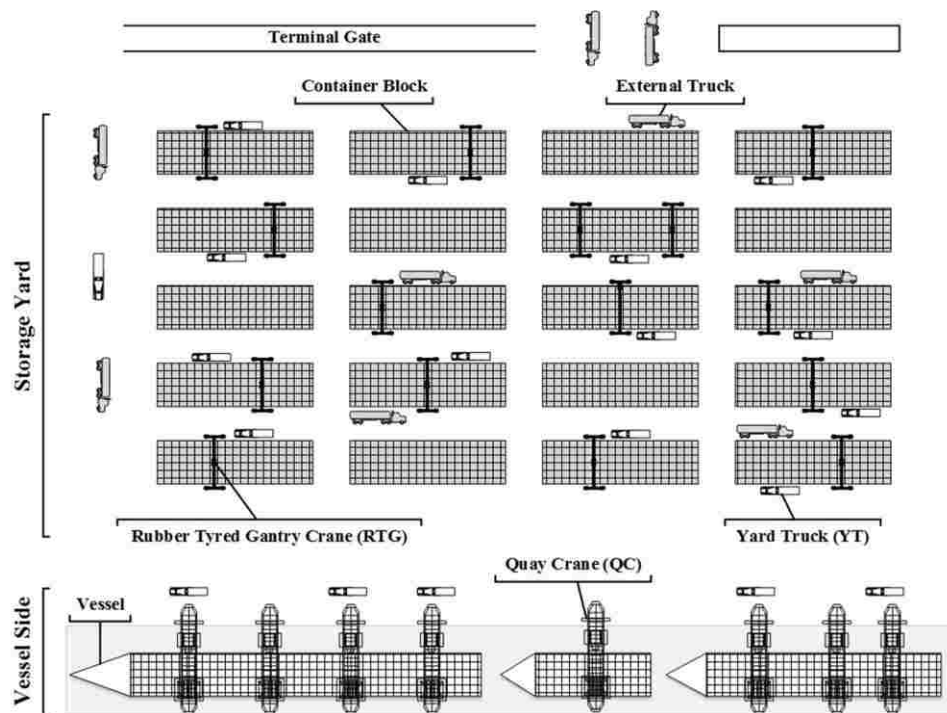 Terminal Gate
Container Block
External Truck
Storage Yard
Rubber Tyred Gantry Crane (RTG)
Yard Truck (YT)
Quay Crane (QC)
Vessel
Vessel Side